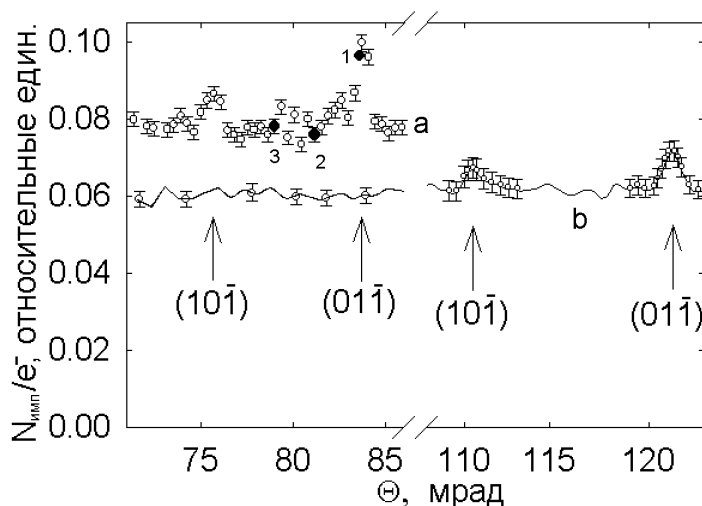 0.10
1
0.08
a
3
2
0.06
b
0.04
(101̄) (011̄) (101̄) (011̄)
0.02
0.00
75 80 85 110 120
Θ, мрад
Nимп/e⁻, относительные един.